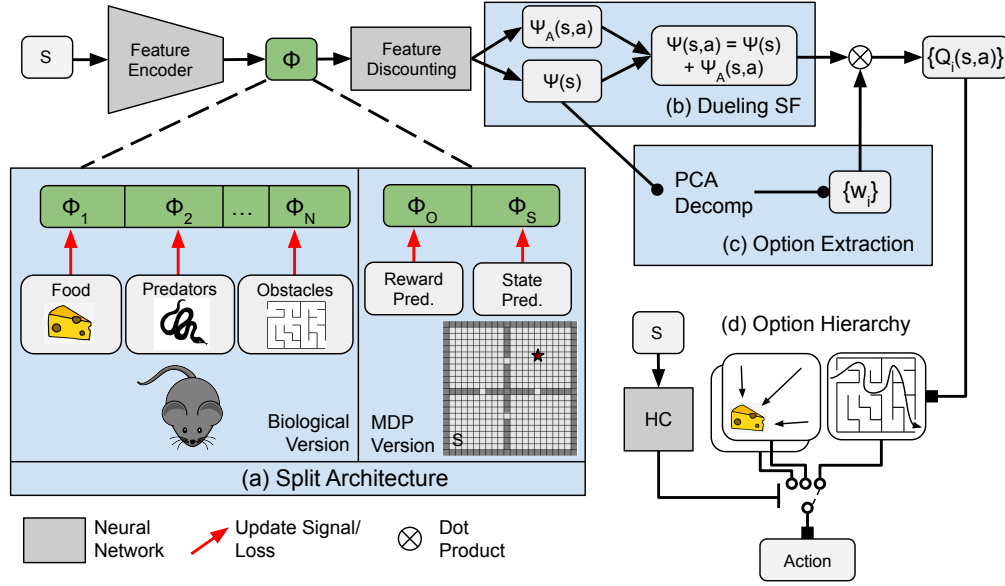 S
Feature
Encoder
Φ
Feature
Discounting
Ψ_A(s,a)
Ψ(s)
Ψ(s,a) = Ψ(s)
+ Ψ_A(s,a)
(b) Dueling SF
{Q_i(s,a)}
PCA
Decomp
{w_i}
(c) Option Extraction
Φ_1
Φ_2
...
Φ_N
Food
Predators
Obstacles
Biological
Version
Φ_O
Φ_S
Reward
Pred.
State
Pred.
S
MDP
Version
(a) Split Architecture
(d) Option Hierarchy
S
HC
Action
Neural
Network
Update Signal/
Loss
Dot
Product